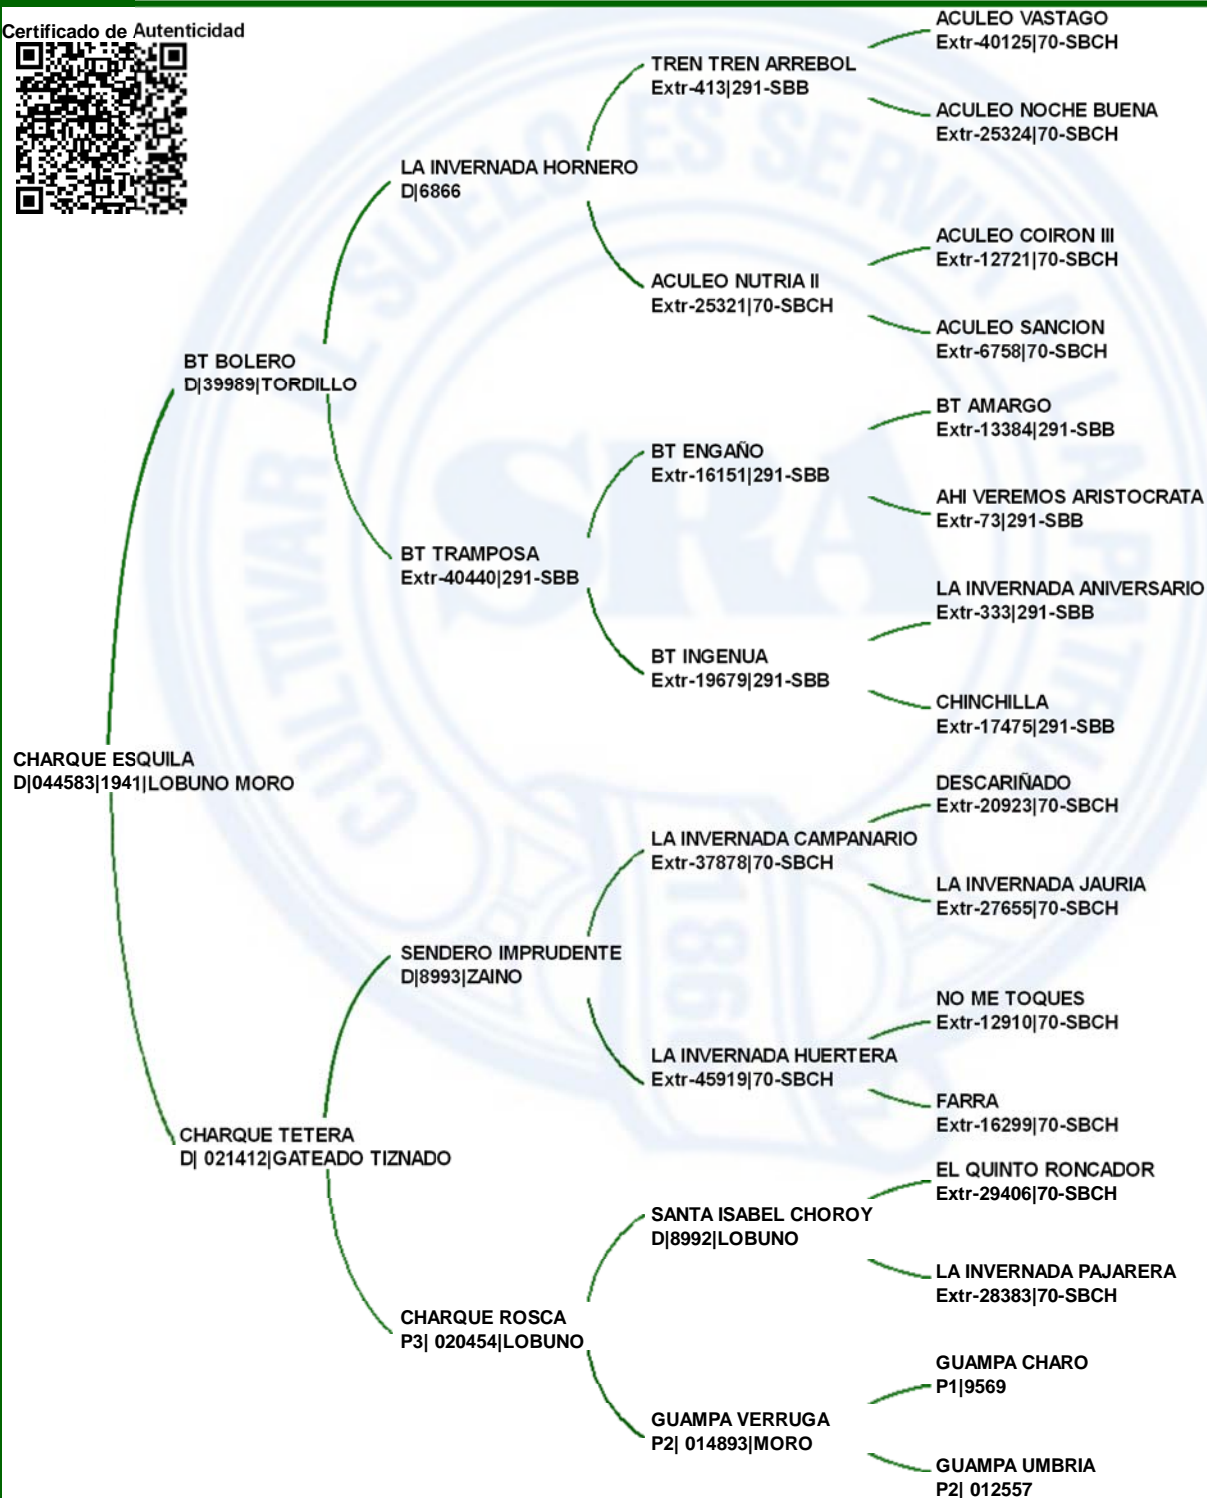 Certificado de Autenticidad
ACULEO VASTAGO
Extr-40125|70-SBCH
TREN TREN ARREBOL
Extr-413|291-SBB
ACULEO NOCHE BUENA
Extr-25324|70-SBCH
LA INVERNADA HORNERO
D|6866
ACULEO COIRON III
Extr-12721|70-SBCH
ACULEO NUTRIA II
Extr-25321|70-SBCH
ACULEO SANCION
Extr-6758|70-SBCH
BT BOLERO
D|39989|TORDILLO
BT AMARGO
Extr-13384|291-SBB
BT ENGAÑO
Extr-16151|291-SBB
AHI VEREMOS ARISTOCRATA
Extr-73|291-SBB
BT TRAMPOSA
Extr-40440|291-SBB
LA INVERNADA ANIVERSARIO
Extr-333|291-SBB
BT INGENUA
Extr-19679|291-SBB
CHINCHILLA
Extr-17475|291-SBB
CHARQUE ESQUILA
D|044583|1941|LOBUNO MORO
DESCARIÑADO
Extr-20923|70-SBCH
LA INVERNADA CAMPANARIO
Extr-37878|70-SBCH
LA INVERNADA JAURIA
Extr-27655|70-SBCH
SENDERO IMPRUDENTE
D|8993|ZAINO
NO ME TOQUES
Extr-12910|70-SBCH
LA INVERNADA HUERTERA
Extr-45919|70-SBCH
FARRA
Extr-16299|70-SBCH
CHARQUE TETERA
D| 021412|GATEADO TIZNADO
EL QUINTO RONCADOR
Extr-29406|70-SBCH
SANTA ISABEL CHOROY
D|8992|LOBUNO
LA INVERNADA PAJARERA
Extr-28383|70-SBCH
CHARQUE ROSCA
P3| 020454|LOBUNO
GUAMPA CHARO
P1|9569
GUAMPA VERRUGA
P2| 014893|MORO
GUAMPA UMBRIA
P2| 012557
CULTIVAR EL SUELO ES SERVIR A LA PATRIA
SRA
1866